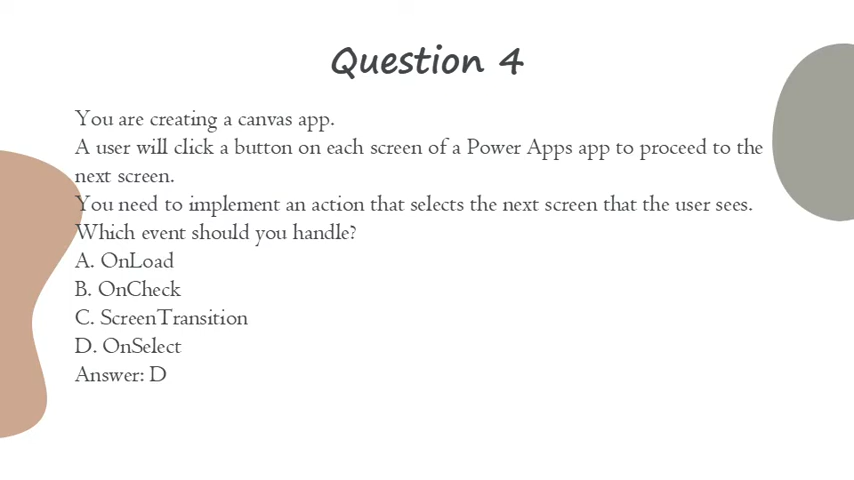 Question 4
You are creating a canvas app.
A user will click a button on each screen of a Power Apps app to proceed to the
next screen.
You need to implement an action that selects the next screen that the user sees.
Which event should you handle?
A. OnLoad
B. OnCheck
C. ScreenTransition
D. OnSelect
Answer: D